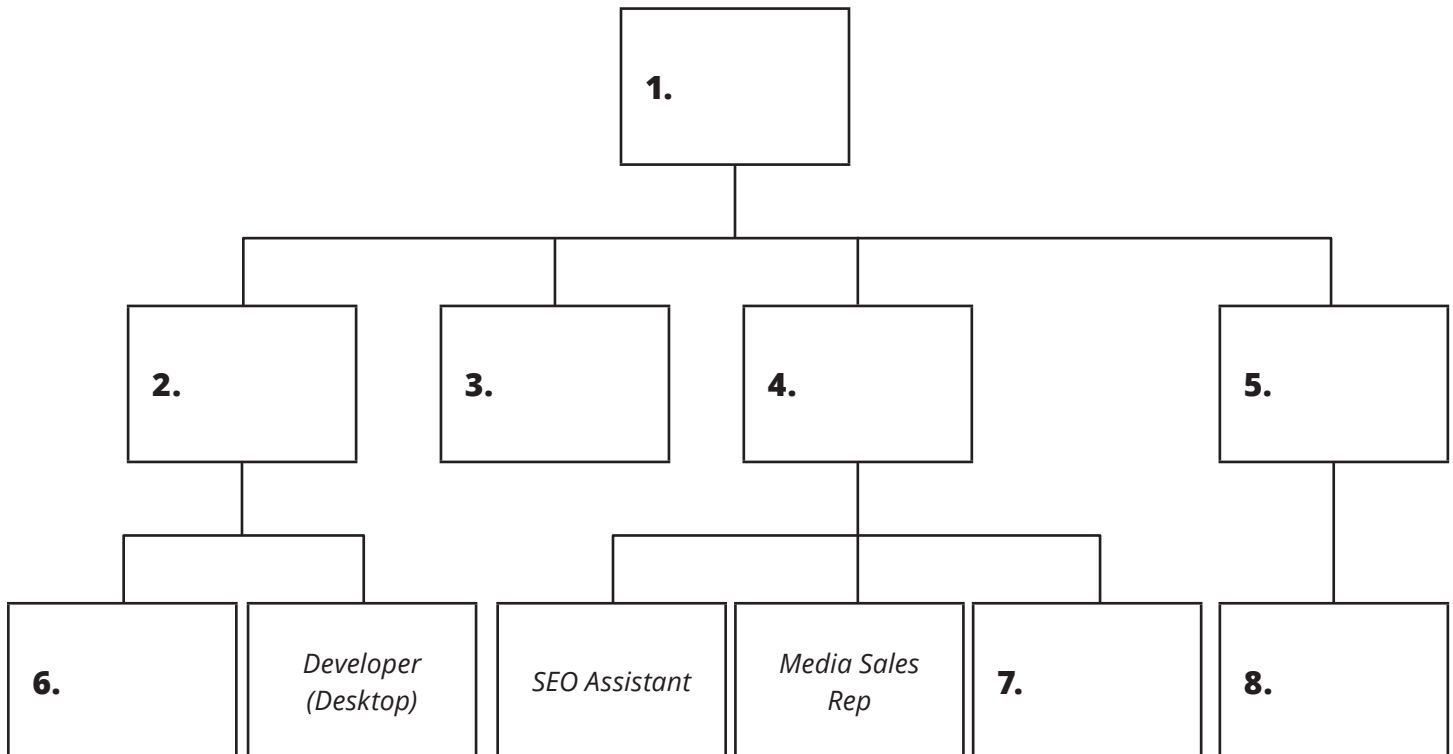 1.
2.
3.
4.
5.
6.
Developer
(Desktop)
SEO Assistant
Media Sales
Rep
7.
8.